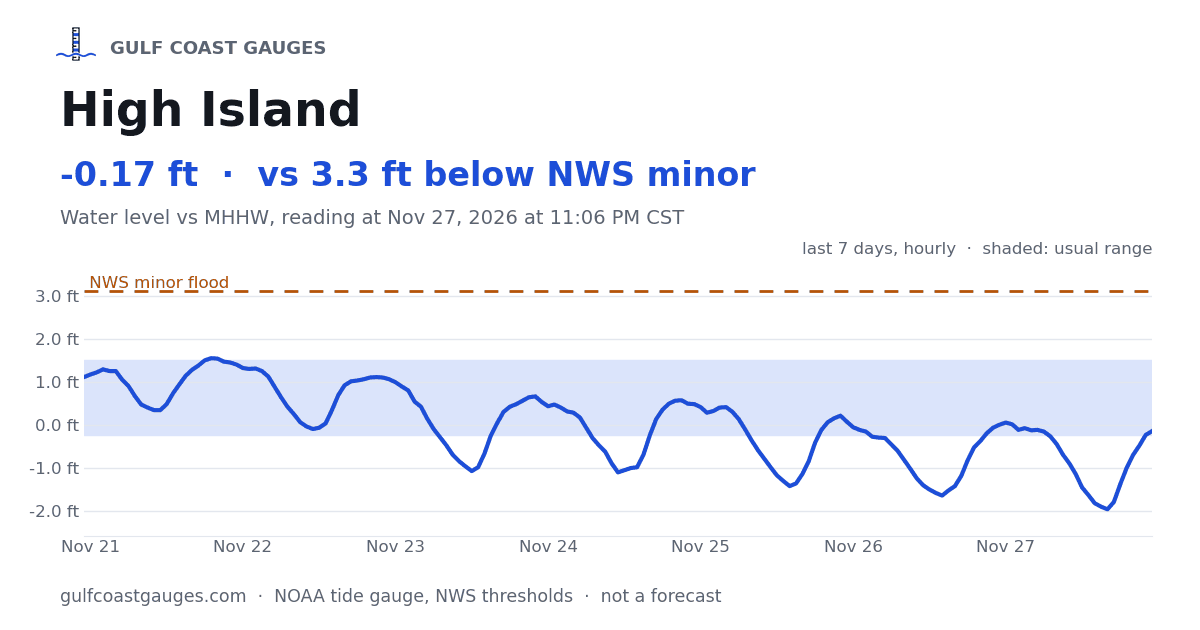 GULF COAST GAUGES
High Island
-0.17 ft · vs 3.3 ft below NWS minor
Water level vs MHHW, reading at Nov 27, 2026 at 11:06 PM CST
last 7 days, hourly · shaded: usual range
NWS minor flood
3.0 ft
2.0 ft
1.0 ft
0.0 ft
-1.0 ft
-2.0 ft
Nov 21 Nov 22 Nov 23 Nov 24 Nov 25 Nov 26 Nov 27
gulfcoastgauges.com · NOAA tide gauge, NWS thresholds · not a forecast